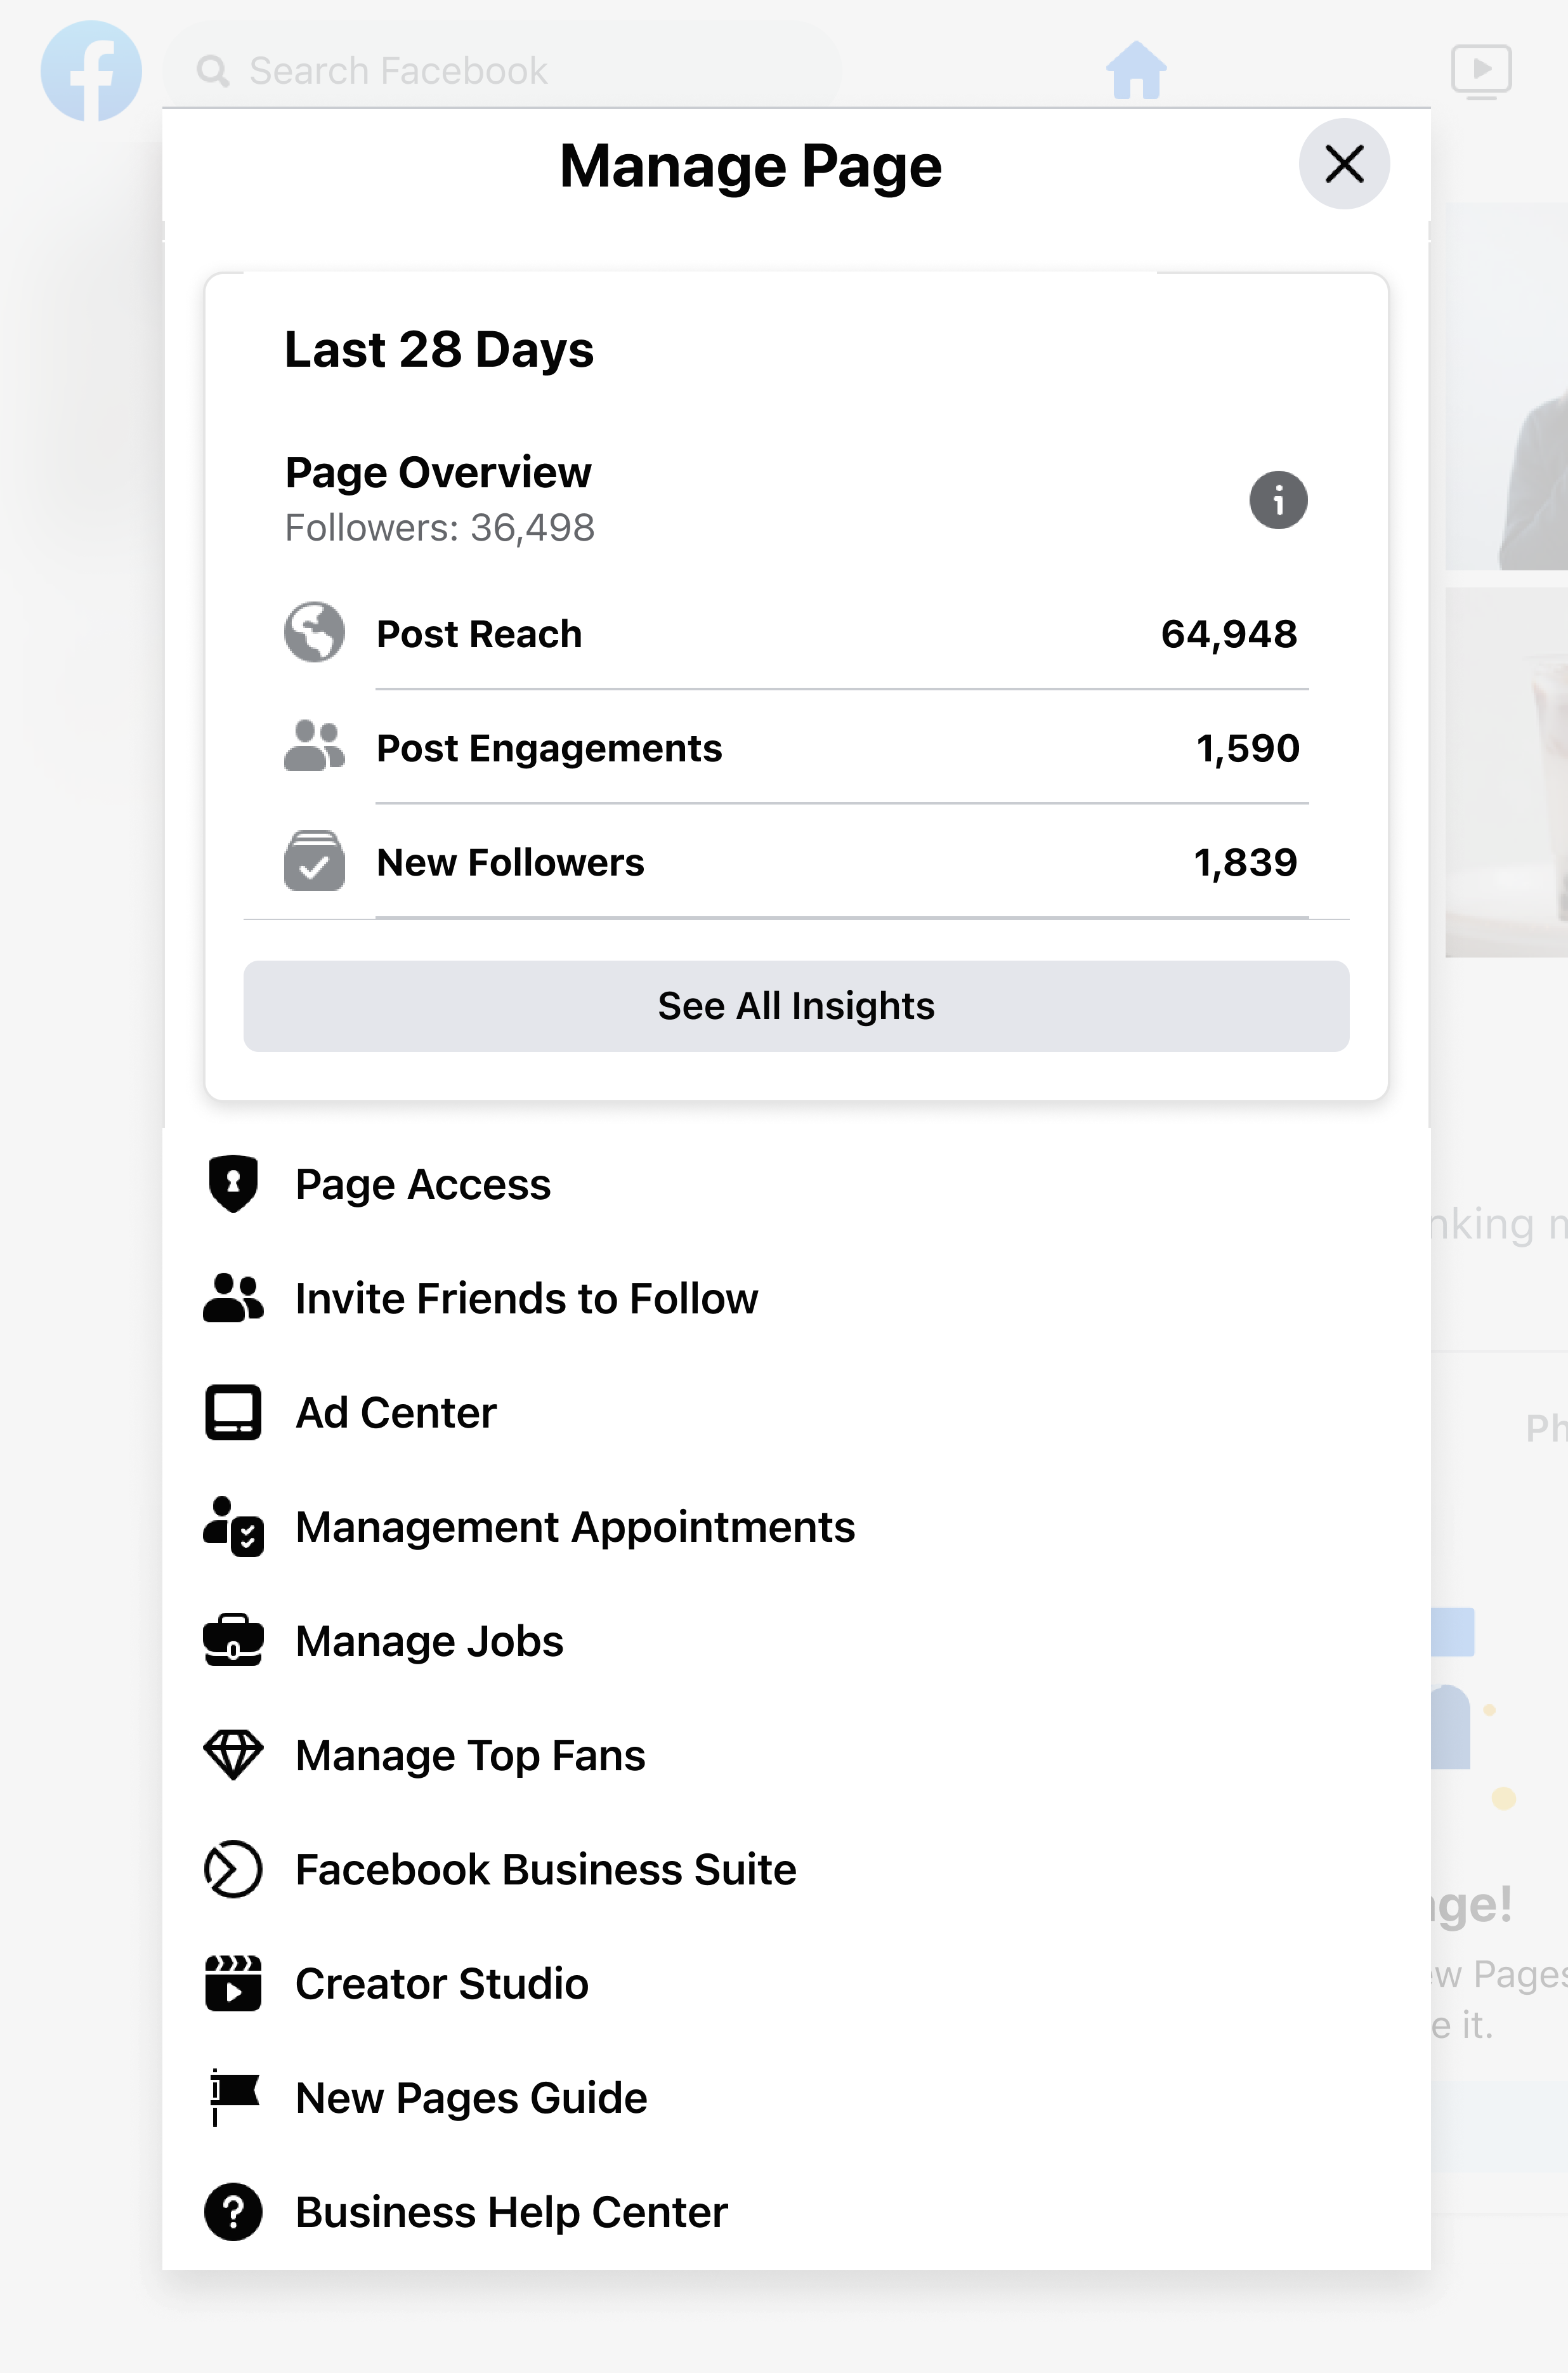 Search Facebook
Manage Page
Last 28 Days
Page Overview
Followers: 36,498
Post Reach 64,948
Post Engagements 1,590
New Followers 1,839
See All Insights
Page Access
Invite Friends to Follow
Ad Center
Management Appointments
Manage Jobs
Manage Top Fans
Facebook Business Suite
Creator Studio
New Pages Guide
Business Help Center
nking m
Ph
age!
ew Pages
e it.